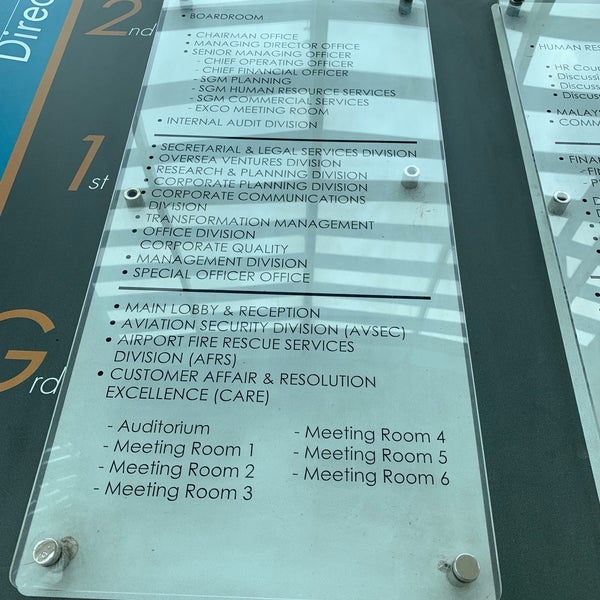 Direc
2nd
• BOARDROOM
• CHAIRMAN OFFICE
• MANAGING DIRECTOR OFFICE
• SENIOR MANAGING OFFICER
- CHIEF OPERATING OFFICER
- CHIEF FINANCIAL OFFICER
- SGM PLANNING
- SGM HUMAN RESOURCE SERVICES
- SGM COMMERCIAL SERVICES
- EXCO MEETING ROOM
• INTERNAL AUDIT DIVISION
1st
• SECRETARIAL & LEGAL SERVICES DIVISION
• OVERSEA VENTURES DIVISION
• RESEARCH & PLANNING DIVISION
• CORPORATE PLANNING DIVISION
• CORPORATE COMMUNICATIONS
DIVISION
• TRANSFORMATION MANAGEMENT
• OFFICE DIVISION
CORPORATE QUALITY
• MANAGEMENT DIVISION
• SPECIAL OFFICER OFFICE
Grd
• MAIN LOBBY & RECEPTION
• AVIATION SECURITY DIVISION (AVSEC)
• AIRPORT FIRE RESCUE SERVICES
DIVISION (AFRS)
• CUSTOMER AFFAIR & RESOLUTION
EXCELLENCE (CARE)
- Auditorium
- Meeting Room 1
- Meeting Room 2
- Meeting Room 3
- Meeting Room 4
- Meeting Room 5
- Meeting Room 6
• HUMAN RES
- HR Coun
- Discussi
- Discuss
- Discus
• MALAY
• COMM
• FINAN
- FIN
- P